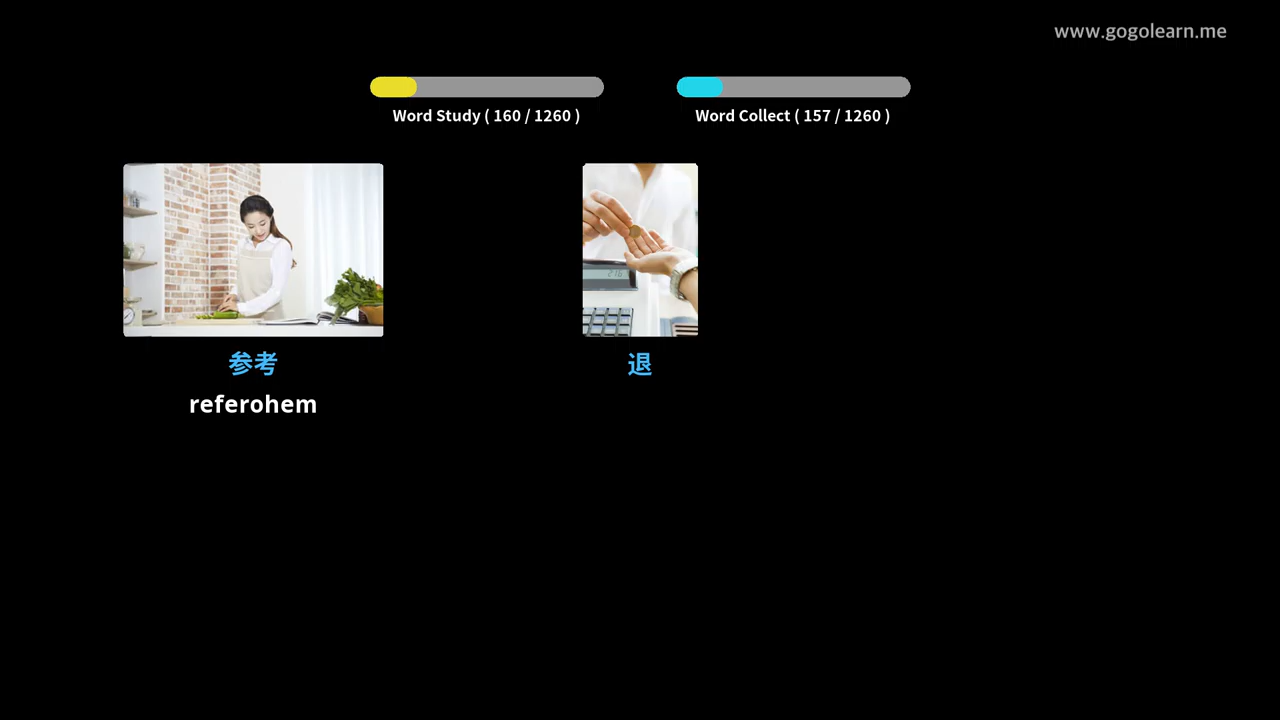 www.gogolearn.me
Word Study ( 160 / 1260 )
Word Collect ( 157 / 1260 )
参考
退
referohem